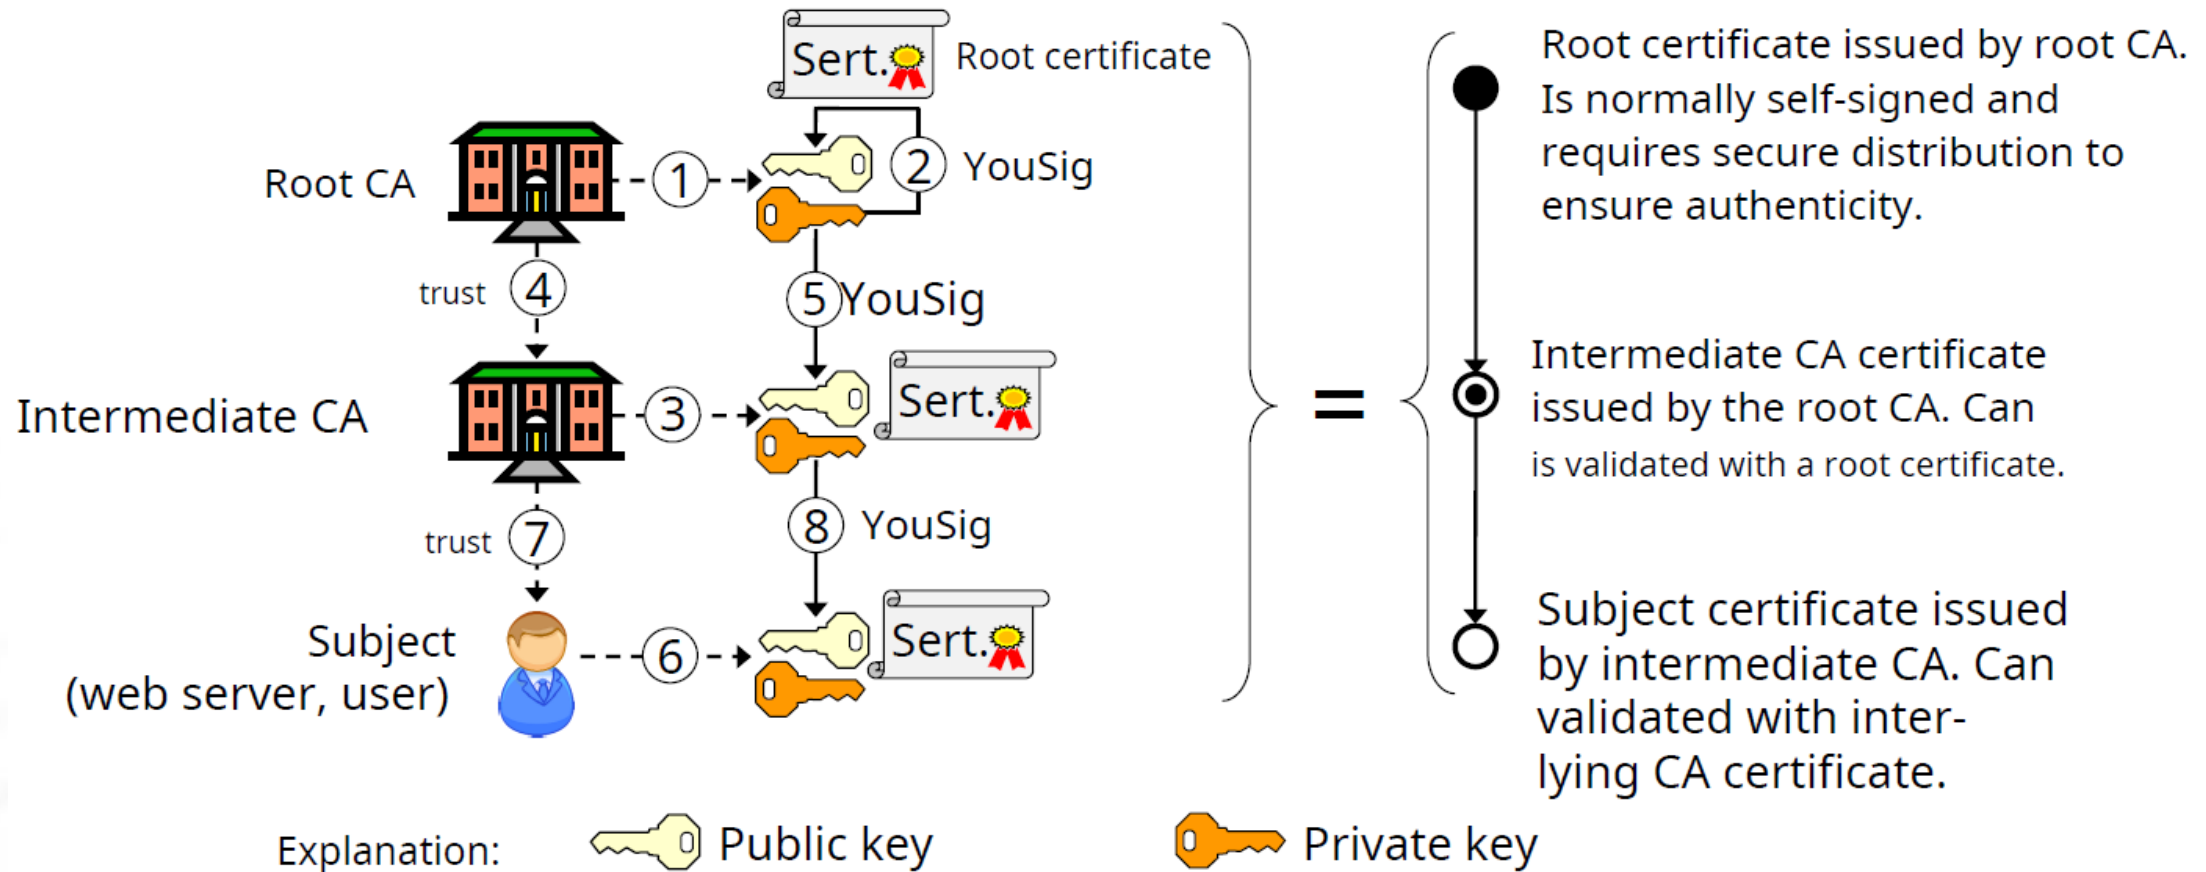 Sert.
Root certificate
Root CA
1
2
YouSig
trust
4
5
YouSig
Intermediate CA
3
Sert.
trust
7
8
YouSig
Subject
(web server, user)
6
Sert.
=
Root certificate issued by root CA.
Is normally self-signed and
requires secure distribution to
ensure authenticity.
Intermediate CA certificate
issued by the root CA. Can
is validated with a root certificate.
Subject certificate issued
by intermediate CA. Can
validated with inter-
lying CA certificate.
Explanation:
Public key
Private key